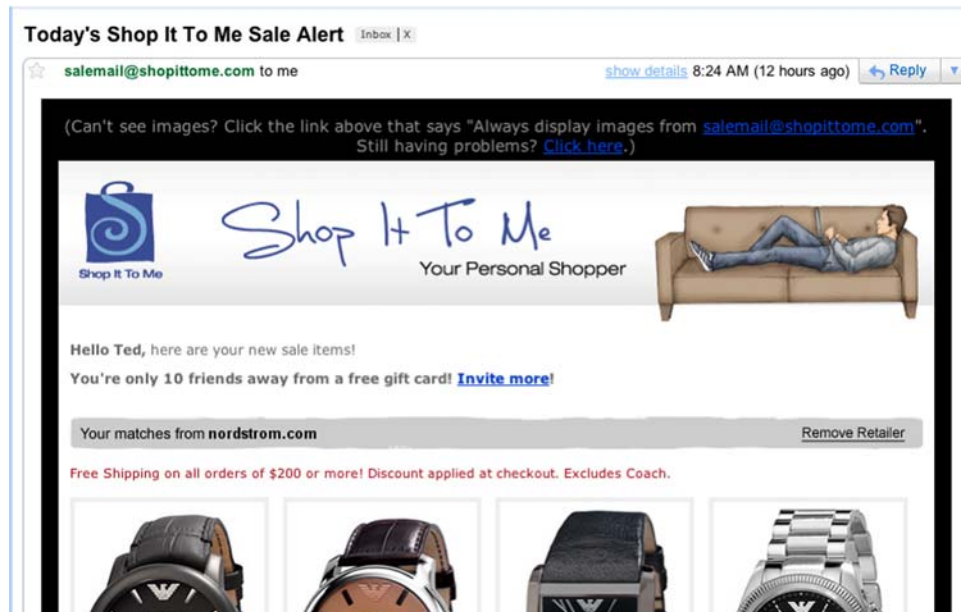 Today's Shop It To Me Sale Alert Inbox | X
salemail@shopittome.com to me show details 8:24 AM (12 hours ago) Reply
(Can't see images? Click the link above that says "Always display images from salemail@shopittome.com".
Still having problems? Click here.)
Shop It To Me
Shop It To Me
Your Personal Shopper
Hello Ted, here are your new sale items!
You're only 10 friends away from a free gift card! Invite more!
Your matches from nordstrom.com Remove Retailer
Free Shipping on all orders of $200 or more! Discount applied at checkout. Excludes Coach.